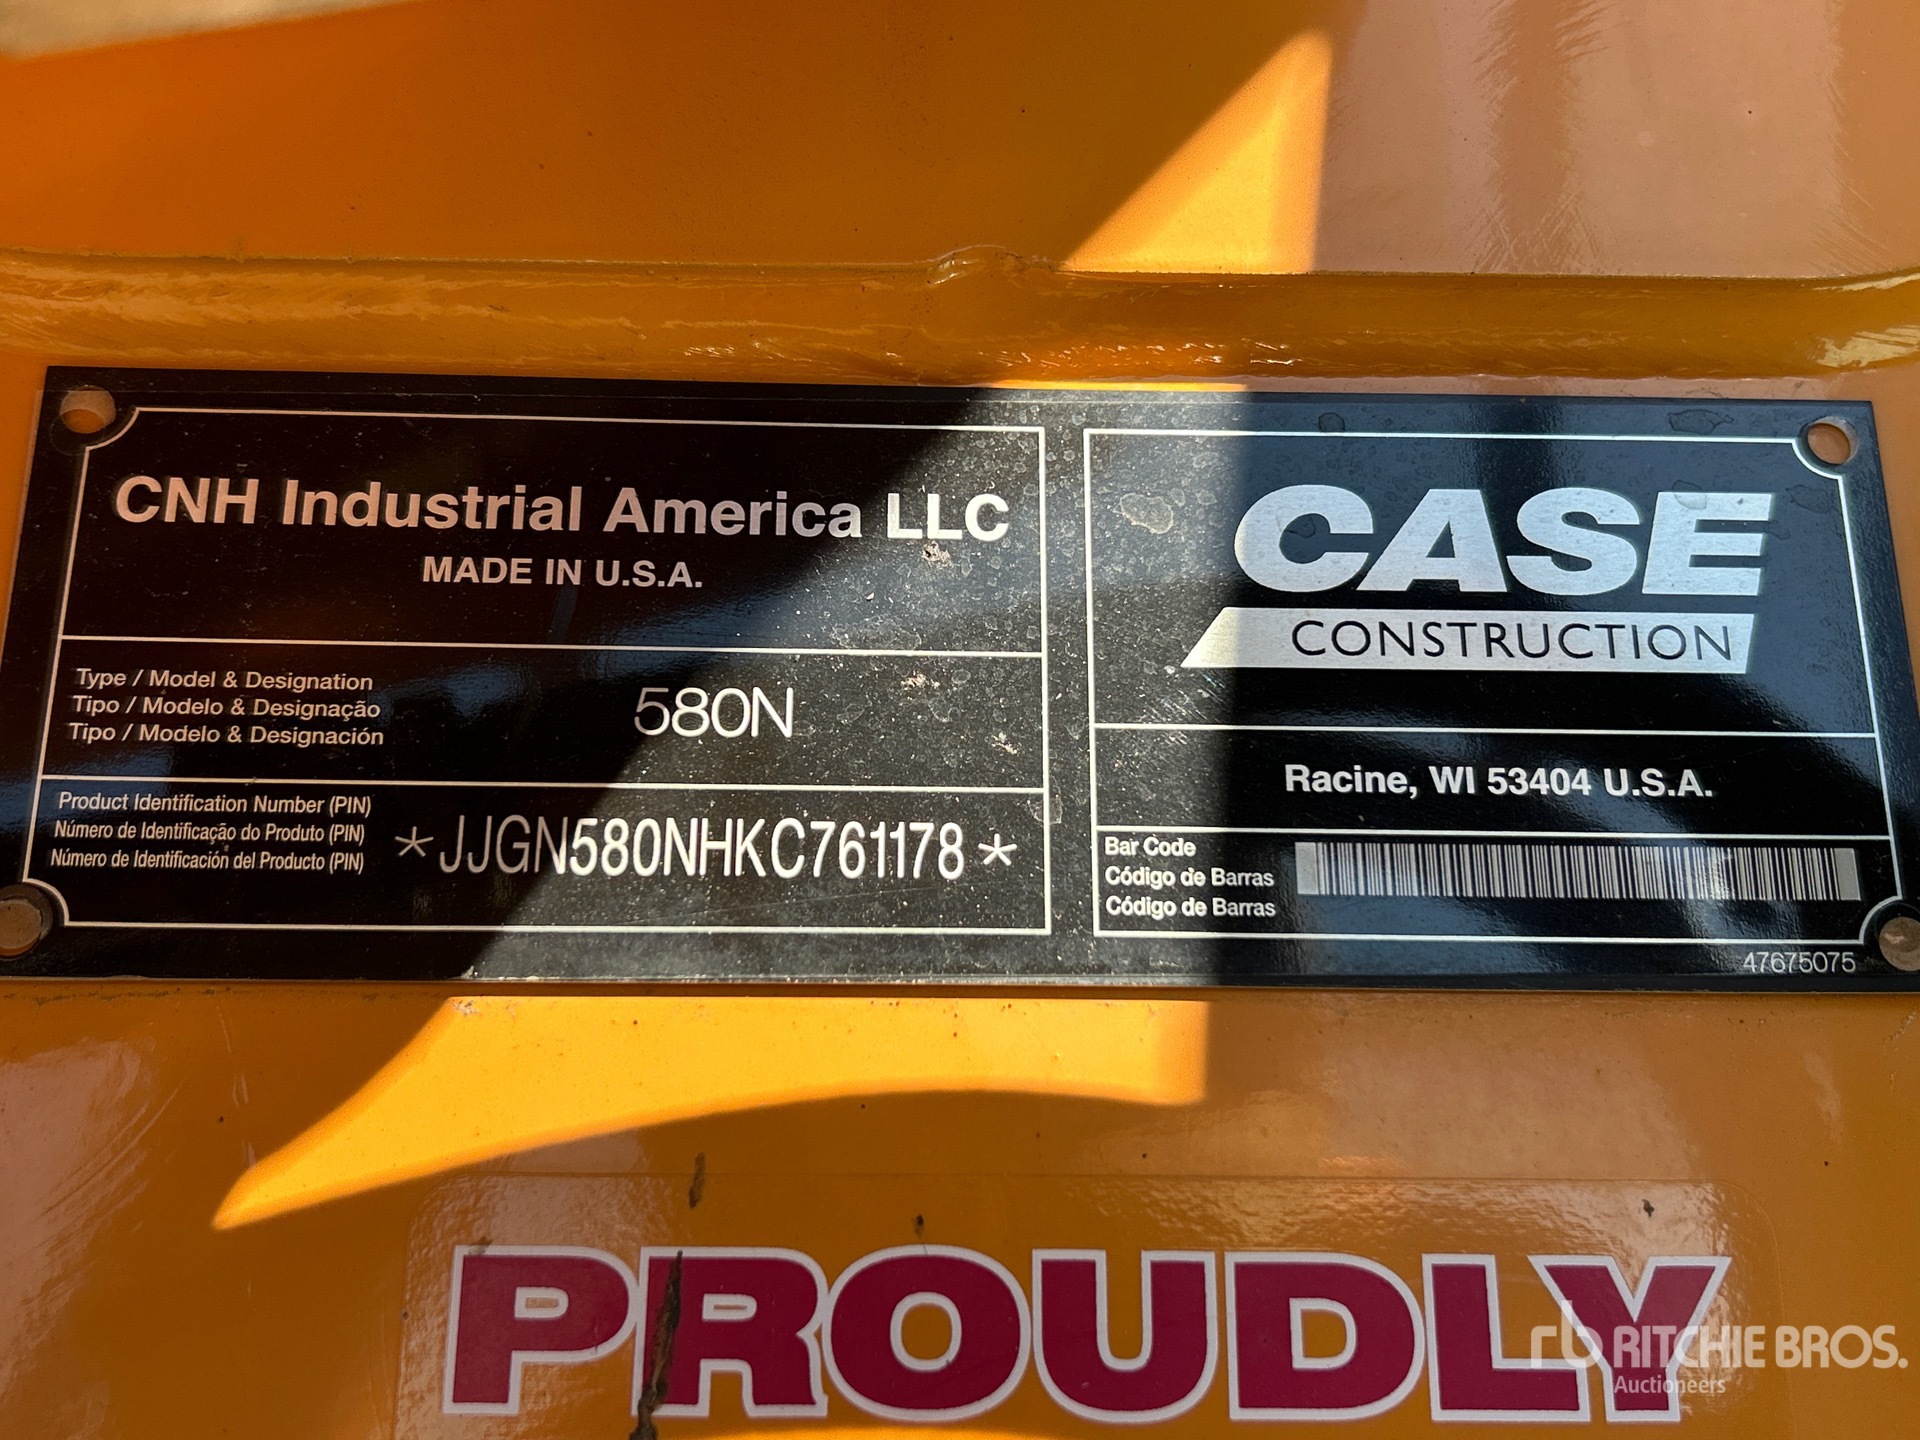 CNH Industrial America LLC
MADE IN U.S.A.
Type / Model & Designation
Tipo / Modelo & Designação
Tipo / Modelo & Designación
580N
Product Identification Number (PIN)
Número de Identificação do Produto (PIN)
Número de Identificación del Producto (PIN)
*JJGN580NHKC761178*
CASE
CONSTRUCTION
Racine, WI 53404 U.S.A.
Bar Code
Código de Barras
Código de Barras
47675075
PROUDLY
rb RITCHIE BROS.
Auctioneers